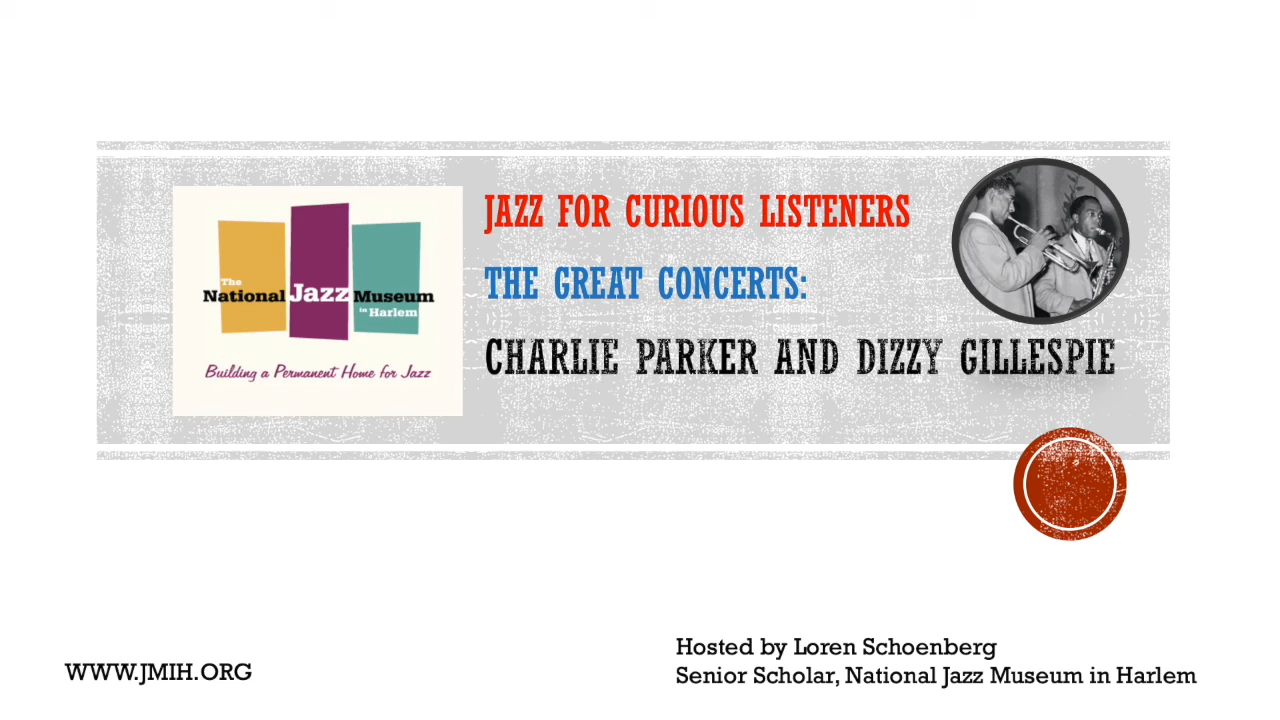 The
National Jazz Museum
in Harlem
Building a Permanent Home for Jazz
JAZZ FOR CURIOUS LISTENERS
THE GREAT CONCERTS:
CHARLIE PARKER AND DIZZY GILLESPIE
WWW.JMIH.ORG
Hosted by Loren Schoenberg
Senior Scholar, National Jazz Museum in Harlem